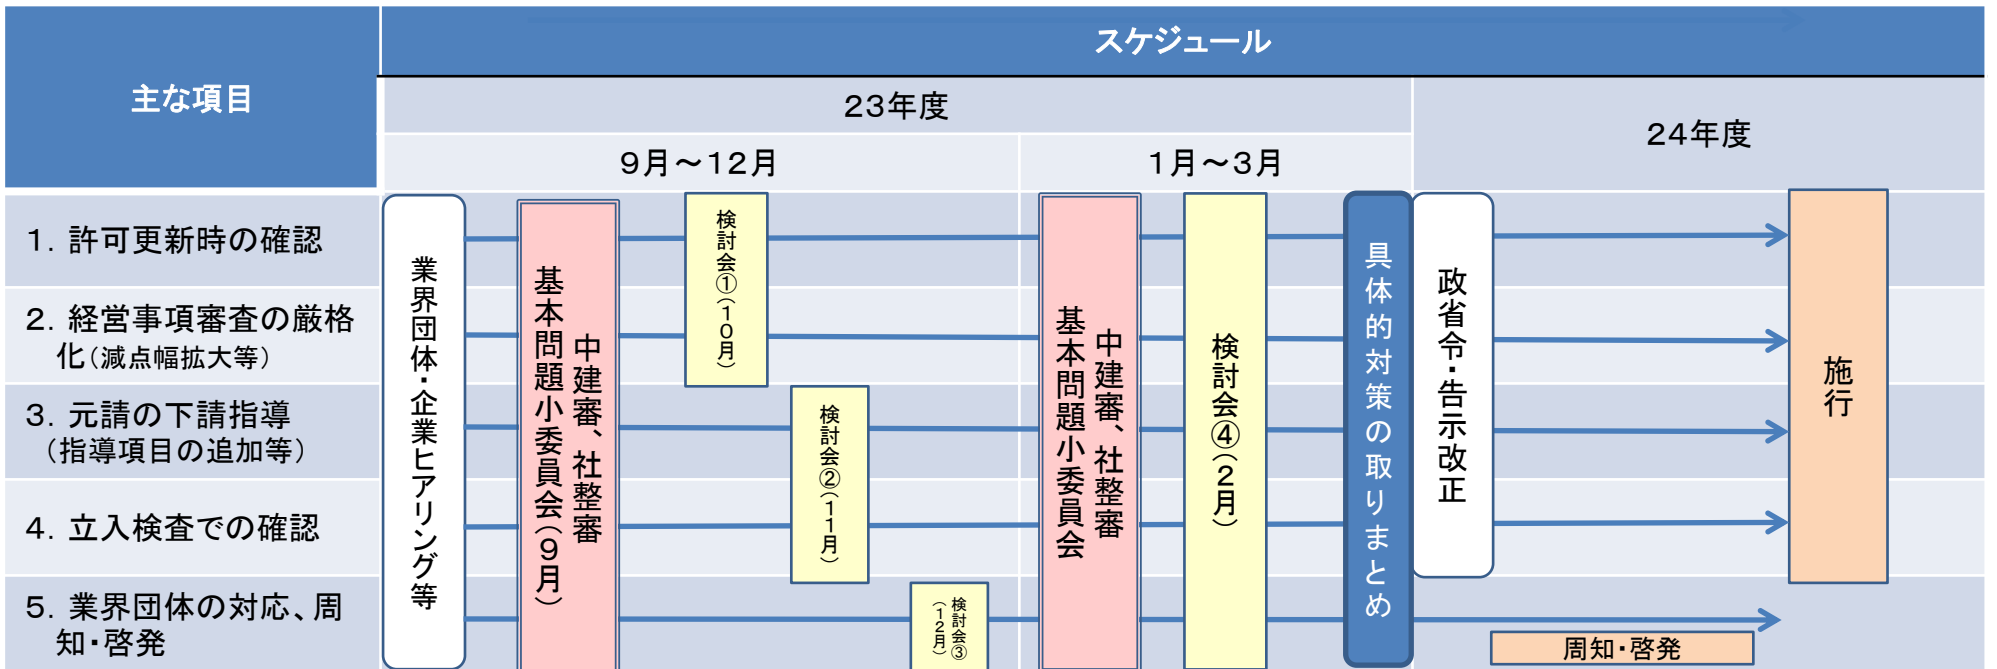 主な項目
スケジュール
23年度
24年度
9月～12月
1月～3月
1．許可更新時の確認
2．経営事項審査の厳格
化（減点幅拡大等）
3．元請の下請指導
（指導項目の追加等）
4．立入検査での確認
5．業界団体の対応、周
知・啓発
業界団体・企業ヒアリング等
中建審、社整審
基本問題小委員会（9月）
検討会①（10月）
検討会②（11月）
検討会③
（12月）
中建審、社整審
基本問題小委員会
検討会④（2月）
具体的対策の取りまとめ
政省令・告示改正
施行
周知・啓発